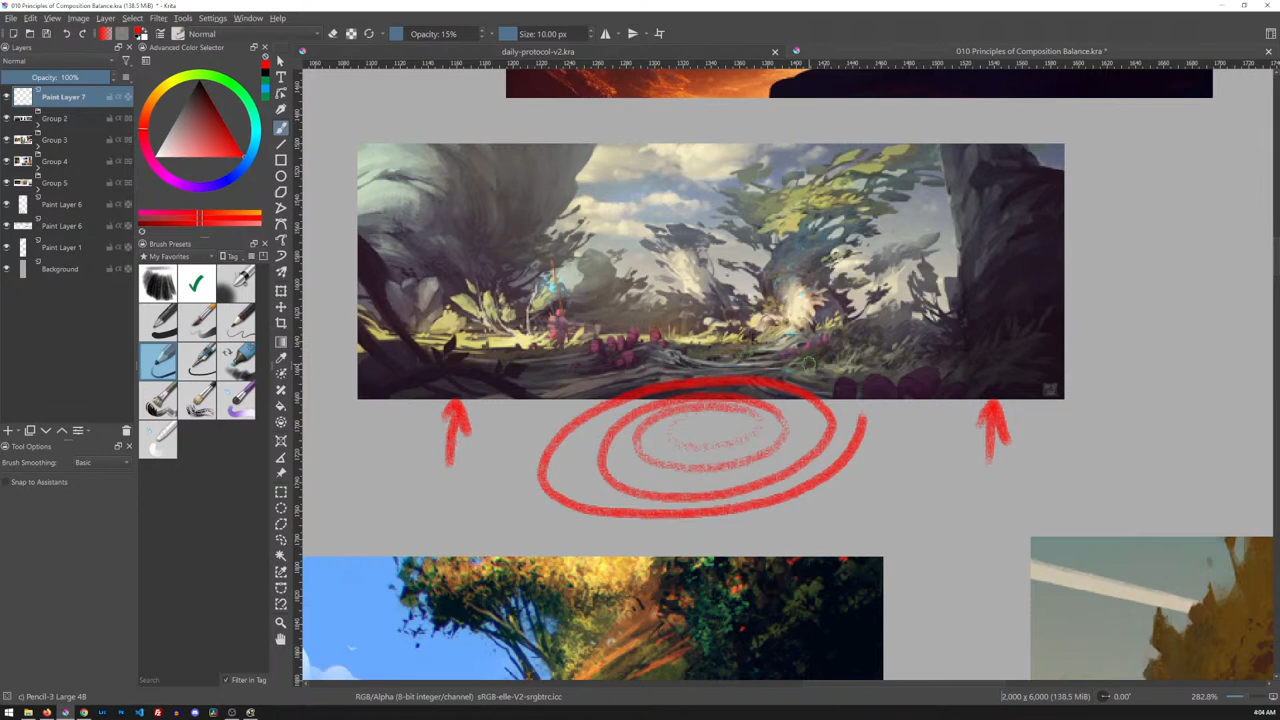 010 Principles of Composition Balance.kra (138.5 MiB) * - Krita
File Edit View Image Layer Select Filter Tools Settings Window Help
Normal Opacity: 15% Size: 10.00 px
Layers
Normal
Opacity: 100%
Paint Layer 7
Group 2
Group 3
Group 4
Group 5
Paint Layer 6
Paint Layer 6
Paint Layer 1
Background
Brush Smoothing: Basic
Tool Options
Snap to Assistants
Advanced Color Selector
Brush Presets
My Favorites Tag
Search Filter in Tag
daily-protocol-v2.kra
010 Principles of Composition Balance.kra *
c) Pencil-3 Large 4B
RGB/Alpha (8-bit integer/channel) sRGB-elle-V2-srgbtrc.icc
2,000 x 6,000 (138.5 MiB)
0.00°
282.8%
4:04 AM